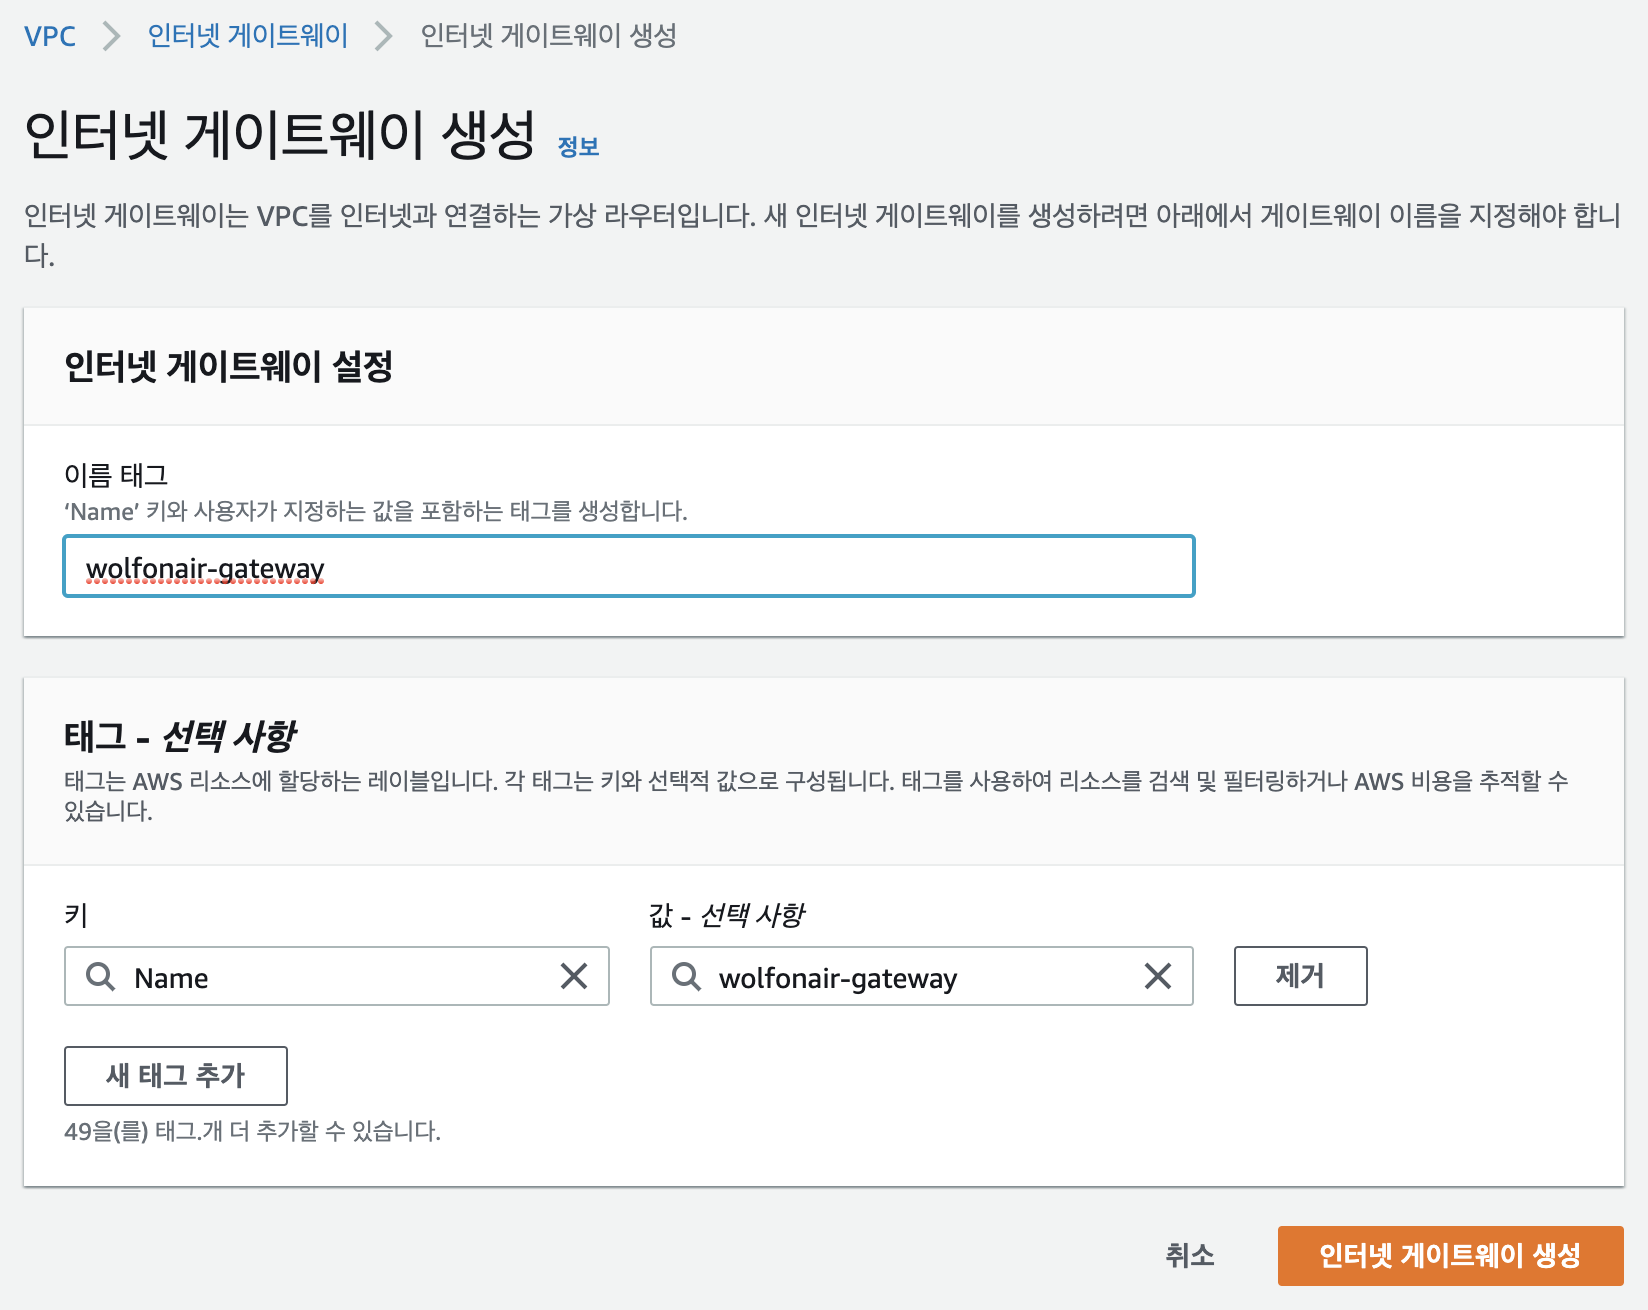 VPC > 인터넷 게이트웨이 > 인터넷 게이트웨이 생성
인터넷 게이트웨이 생성 정보
인터넷 게이트웨이는 VPC를 인터넷과 연결하는 가상 라우터입니다. 새 인터넷 게이트웨이를 생성하려면 아래에서 게이트웨이 이름을 지정해야 합니
다.
인터넷 게이트웨이 설정
이름 태그
‘Name’ 키와 사용자가 지정하는 값을 포함하는 태그를 생성합니다.
wolfonair-gateway
태그 - 선택 사항
태그는 AWS 리소스에 할당하는 레이블입니다. 각 태그는 키와 선택적 값으로 구성됩니다. 태그를 사용하여 리소스를 검색 및 필터링하거나 AWS 비용을 추적할 수
있습니다.
키 값 - 선택 사항
Name wolfonair-gateway 제거
새 태그 추가
49을(를) 태그.개 더 추가할 수 있습니다.
취소 인터넷 게이트웨이 생성